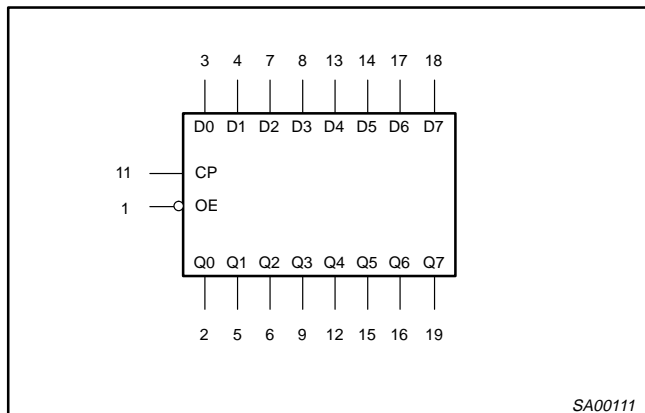 3 4 7 8 13 14 17 18
D0 D1 D2 D3 D4 D5 D6 D7
11 CP
1 OE
Q0 Q1 Q2 Q3 Q4 Q5 Q6 Q7
2 5 6 9 12 15 16 19
SA00111